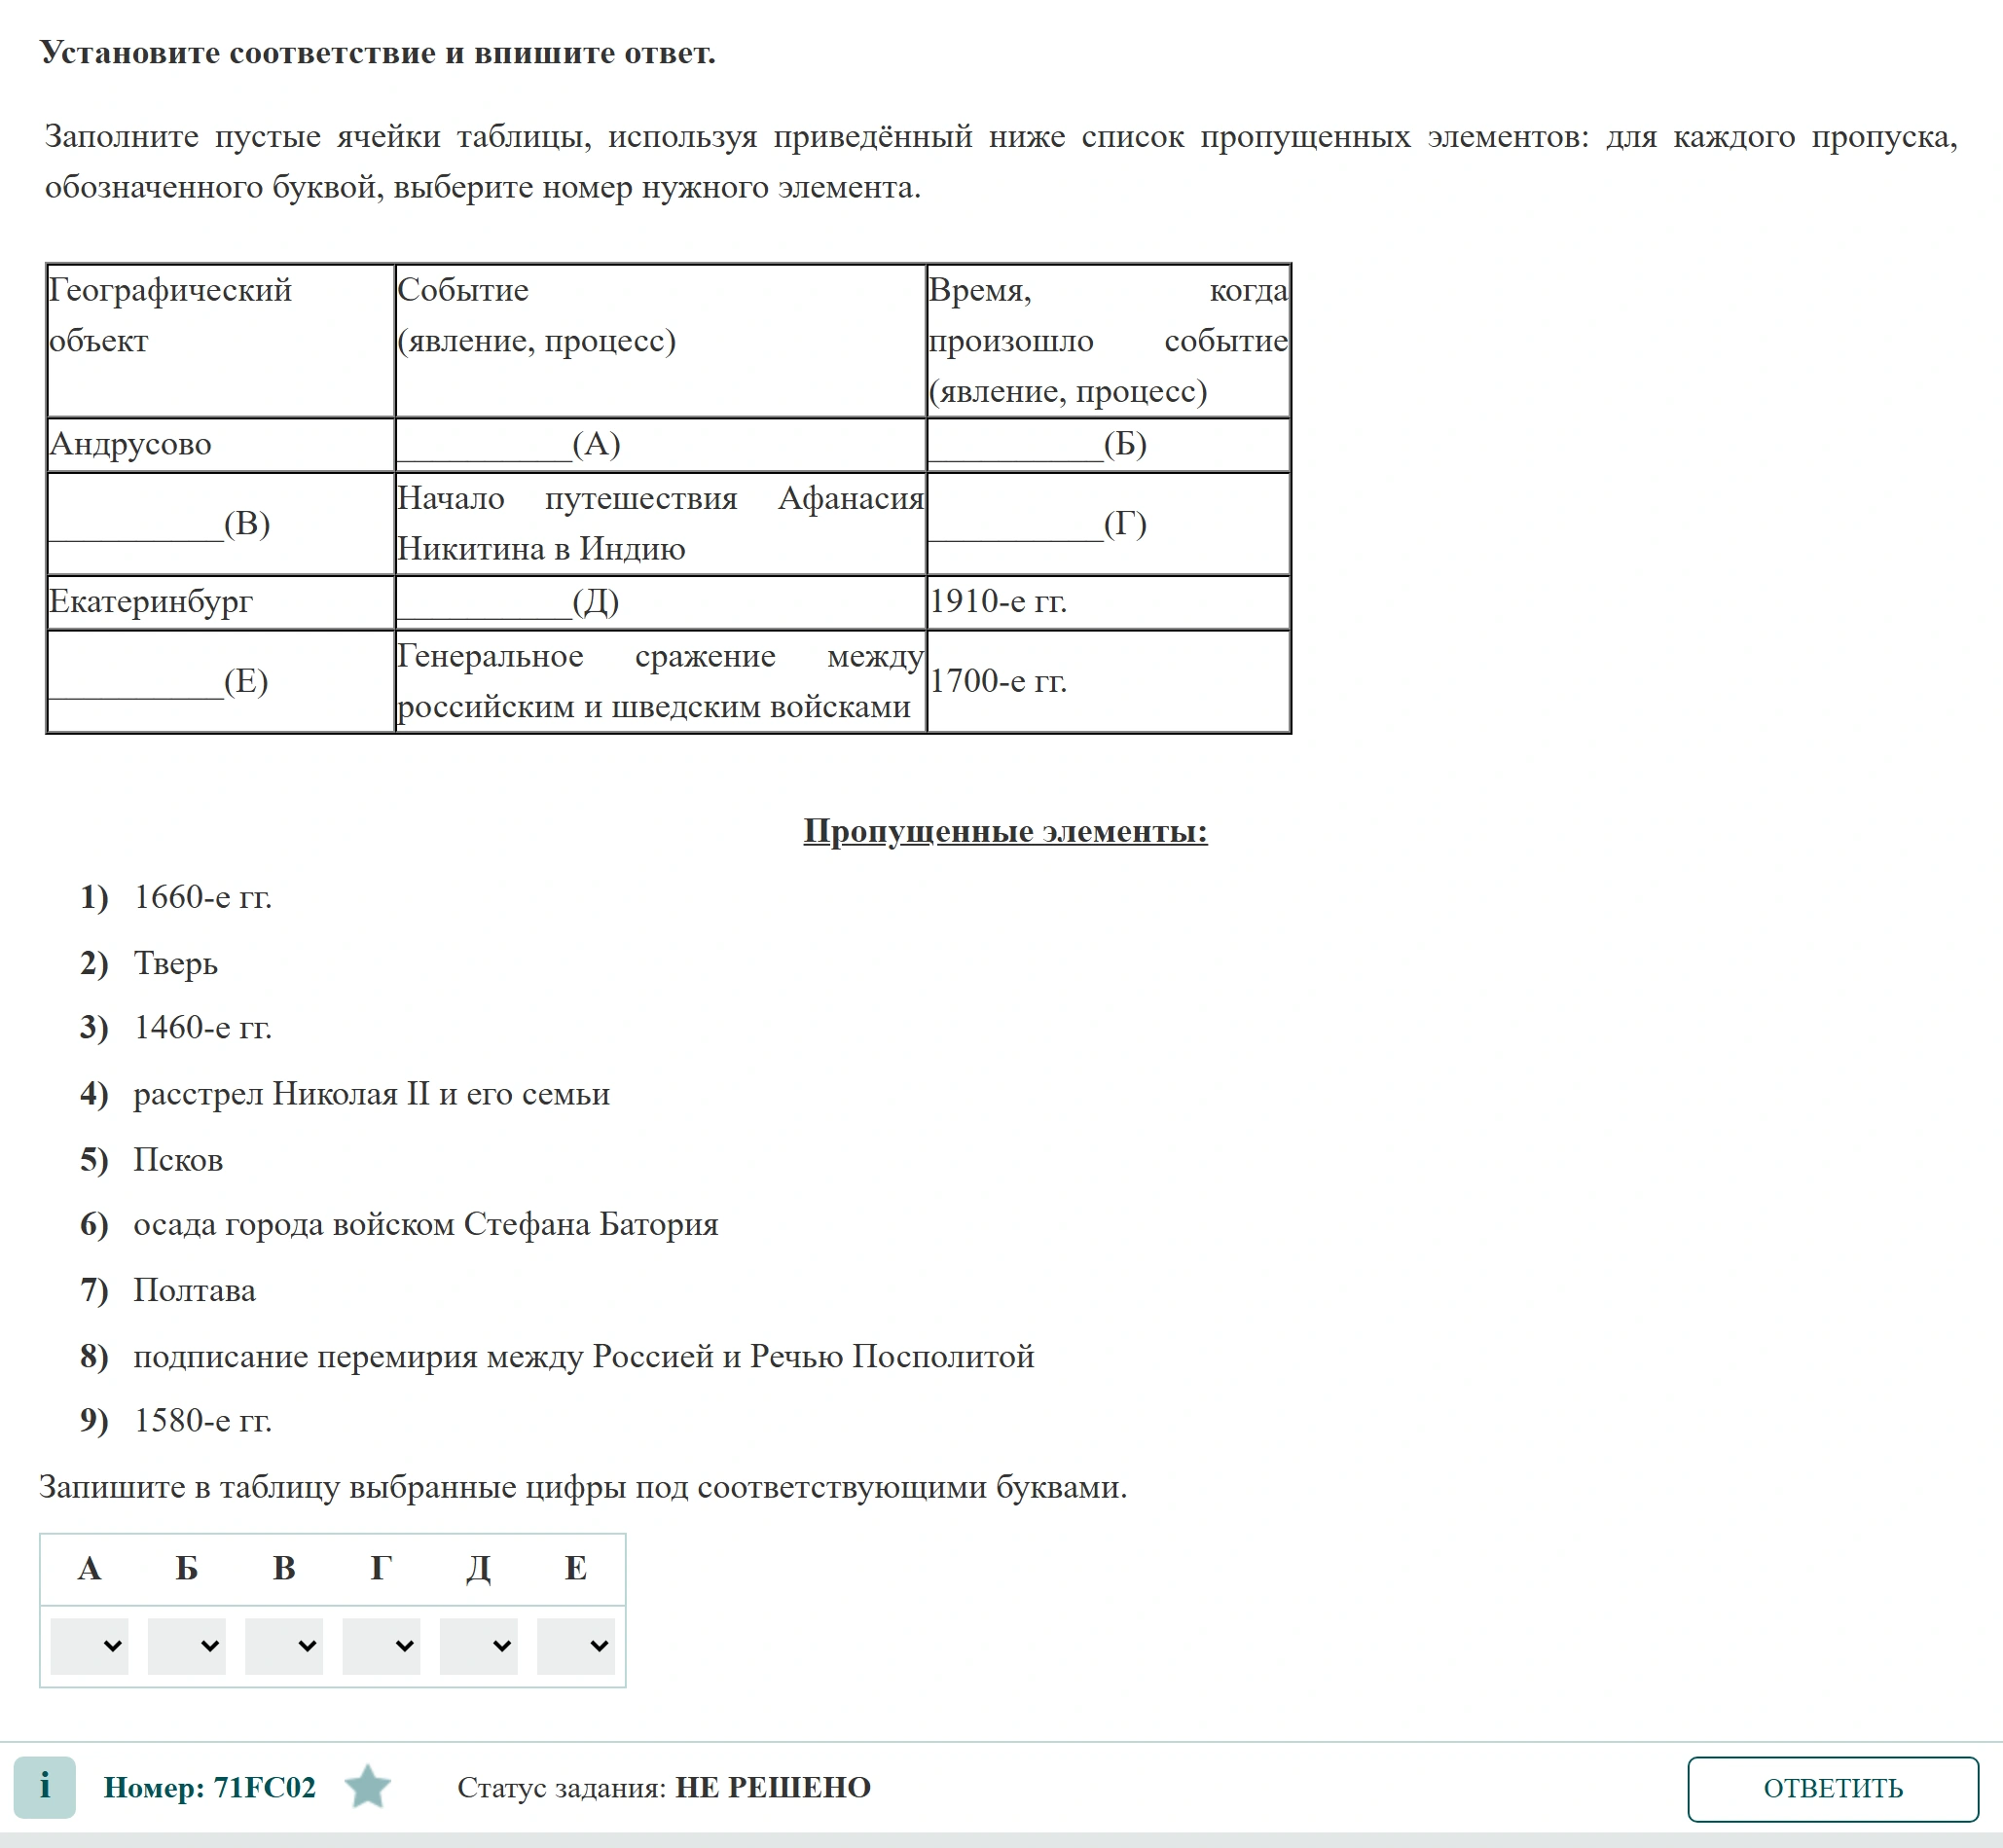 Установите соответствие и впишите ответ.
Заполните пустые ячейки таблицы, используя приведённый ниже список пропущенных элементов: для каждого пропуска,
обозначенного буквой, выберите номер нужного элемента.
Географический объект
Событие
(явление, процесс)
Время, когда
произошло событие
(явление, процесс)
Андрусово
__________(А)
__________(Б)
__________(В)
Начало путешествия Афанасия
Никитина в Индию
__________(Г)
Екатеринбург
__________(Д)
1910-е гг.
__________(Е)
Генеральное сражение между
российским и шведским войсками
1700-е гг.
Пропущенные элементы:
1) 1660-е гг.
2) Тверь
3) 1460-е гг.
4) расстрел Николая II и его семьи
5) Псков
6) осада города войском Стефана Батория
7) Полтава
8) подписание перемирия между Россией и Речью Посполитой
9) 1580-е гг.
Запишите в таблицу выбранные цифры под соответствующими буквами.
А Б В Г Д Е
i Номер: 71FC02 Статус задания: НЕ РЕШЕНО ОТВЕТИТЬ